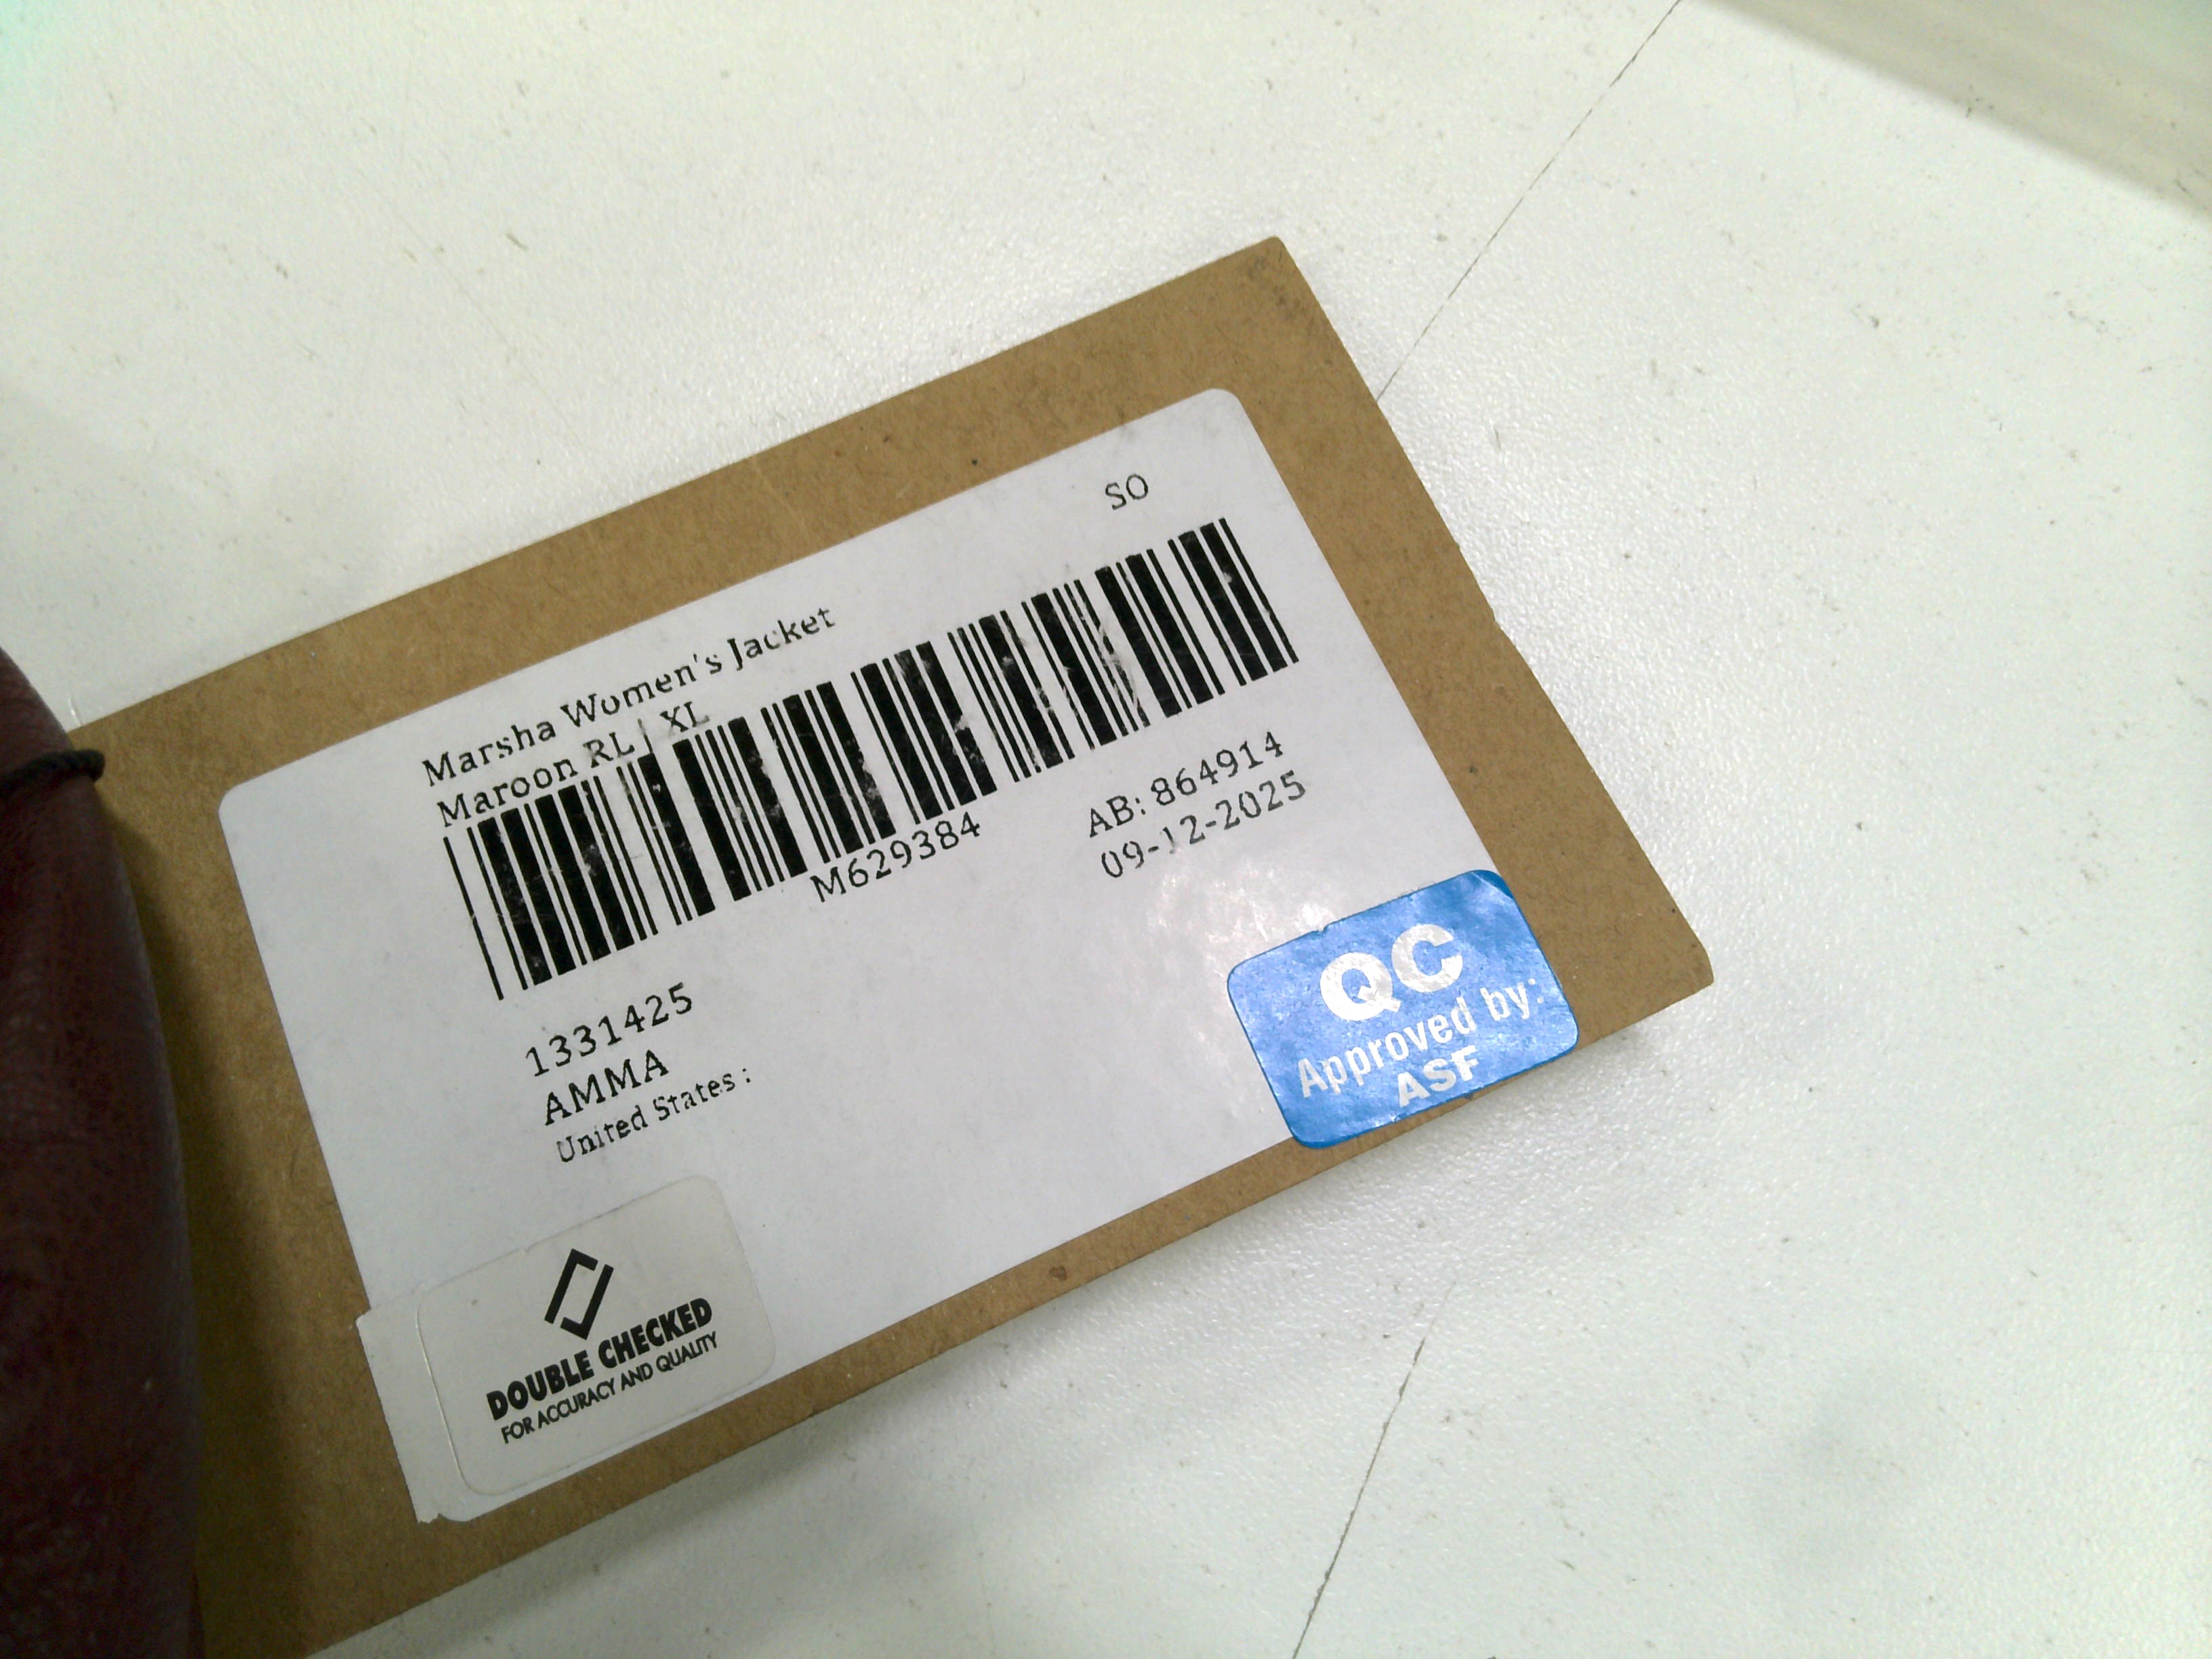 SO
Marsha Women's Jacket
Maroon RL / XL
M629384
AB: 864914
09-12-2025
1331425
AMMA
United States :
QC
Approved by:
ASF
DOUBLE CHECKED
FOR ACCURACY AND QUALITY